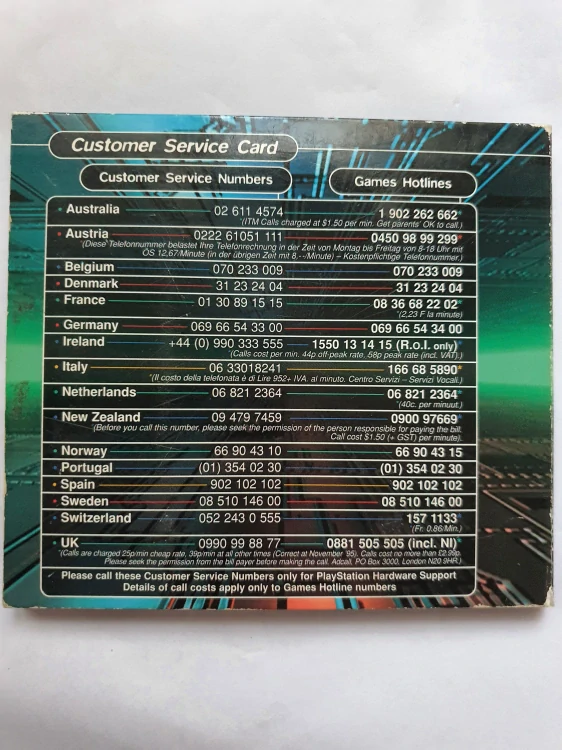 Customer Service Card
Customer Service Numbers Games Hotlines
Australia 02 611 4574 1 902 262 662*
*(ITM Calls charged at $1.50 per min. Get parents' OK to call.)
Austria 0222 61051 111 0450 98 99 299*
*(Diese Telefonnummer belastet Ihre Telefonrechnung in der Zeit von Montag bis Freitag von 8-18 Uhr mit
ÖS 12,67/Minute (in der übrigen Zeit mit 8,--/Minute) – Kostenpflichtige Telefonnummer.)
Belgium 070 233 009 070 233 009
Denmark 31 23 24 04 31 23 24 04
France 01 30 89 15 15 08 36 68 22 02*
*(2,23 F la minute)
Germany 069 66 54 33 00 069 66 54 34 00
Ireland +44 (0) 990 333 555 1550 13 14 15 (R.o.I. only)*
*(Calls cost per min. 44p off-peak rate. 58p peak rate (incl. VAT).)
Italy 06 33018241 166 68 5890*
*(Il costo della telefonata è di Lire 952+ IVA. al minuto. Centro Servizi – Servizi Vocali.)
Netherlands 06 821 2364 06 821 2364*
*(40c. per minuut.)
New Zealand 09 479 7459 0900 97669*
*(Before you call this number, please seek the permission of the person responsible for paying the bill.
Call cost $1.50 (+ GST) per minute).
Norway 66 90 43 10 66 90 43 15
Portugal (01) 354 02 30 (01) 354 02 30
Spain 902 102 102 902 102 102
Sweden 08 510 146 00 08 510 146 00
Switzerland 052 243 0 555 157 1133*
*(Fr. 0.86/Min.)
UK 0990 99 88 77 0881 505 505 (incl. NI)*
*(Calls are charged 25p/min cheap rate, 39p/min at all other times (Correct at November '95). Calls cost no more than
Please seek the permission from the bill payer before making the call. Adcall, PO Box 3000, London N20 9HR.)
Please call these Customer Service Numbers only for PlayStation Hardware Support
Details of call costs apply only to Games Hotline numbers